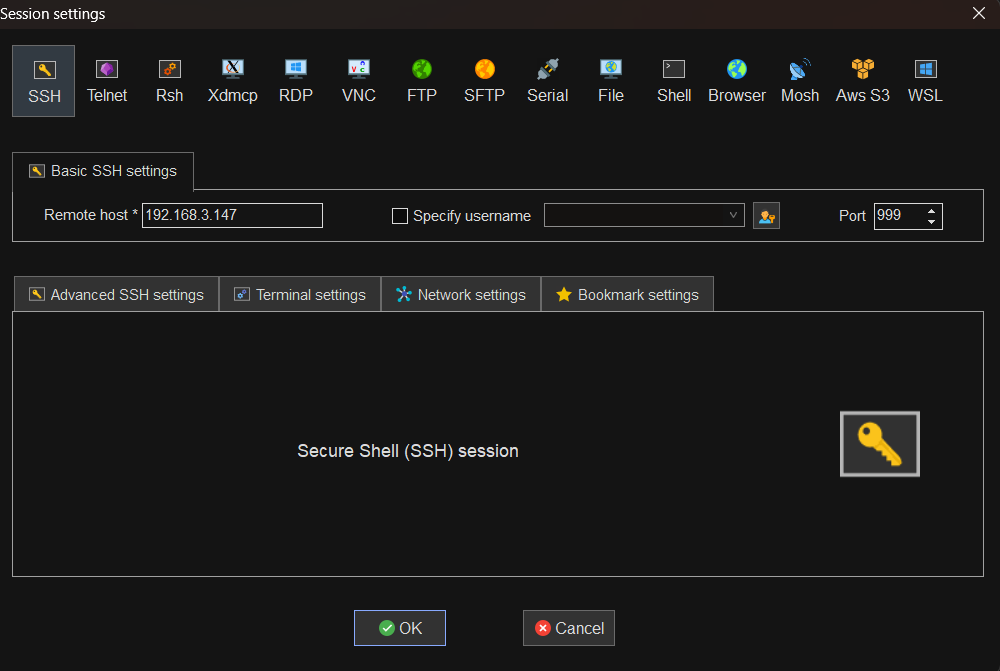 Session settings
SSH Telnet Rsh Xdmcp RDP VNC FTP SFTP Serial File Shell Browser Mosh Aws S3 WSL
Basic SSH settings
Remote host * 192.168.3.147 Specify username Port 999
Advanced SSH settings Terminal settings Network settings Bookmark settings
Secure Shell (SSH) session
OK Cancel